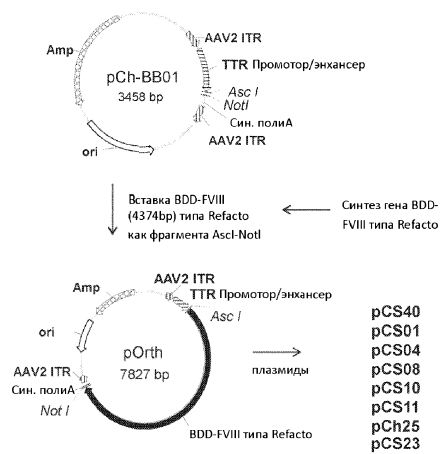 AAV2 ITR
Amp
TTR Промотор/энхансер
pCh-BB01
3458 bp
Asc I
NotI
Син. полиА
AAV2 ITR
ori
Вставка BDD-FVIII
(4374bp) типа Refacto
как фрагмента AscI-NotI
Синтез гена BDD-
FVIII типа Refacto
AAV2 ITR
Amp
TTR Промотор/энхансер
Asc I
ori
pOrth
7827 bp
AAV2 ITR
Син. полиА
Not I
BDD-FVIII типа Refacto
плазмиды
pCS40
pCS01
pCS04
pCS08
pCS10
pCS11
pCh25
pCS23